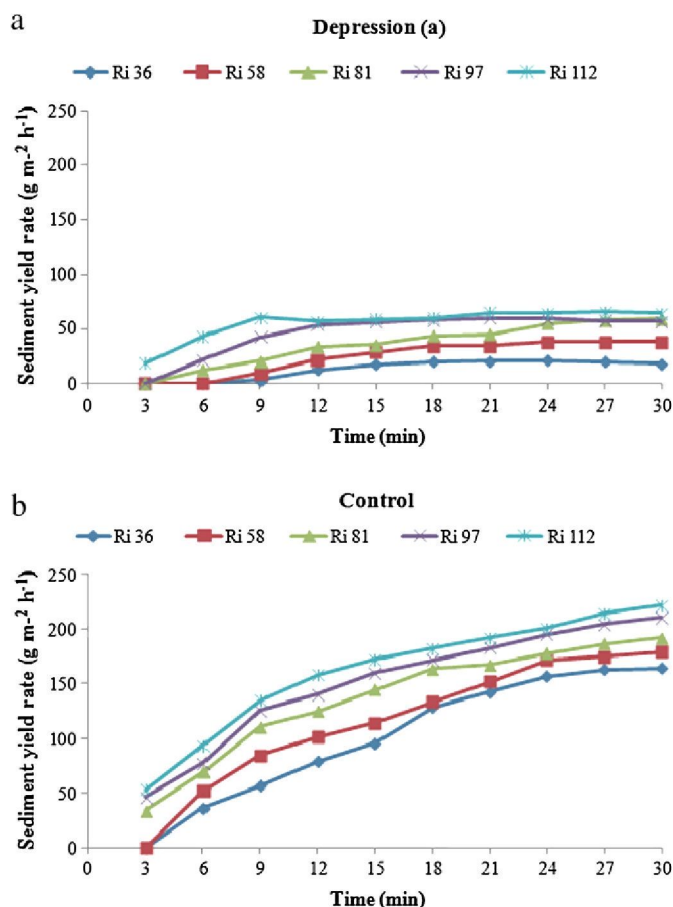 a
Depression (a)
Ri 36 Ri 58 Ri 81 Ri 97 Ri 112
Sediment yield rate (g m-² h-¹)
250
200
150
100
50
0
0 3 6 9 12 15 18 21 24 27 30
Time (min)
b
Control
Ri 36 Ri 58 Ri 81 Ri 97 Ri 112
Sediment yield rate (g m-² h-¹)
250
200
150
100
50
0
0 3 6 9 12 15 18 21 24 27 30
Time (min)